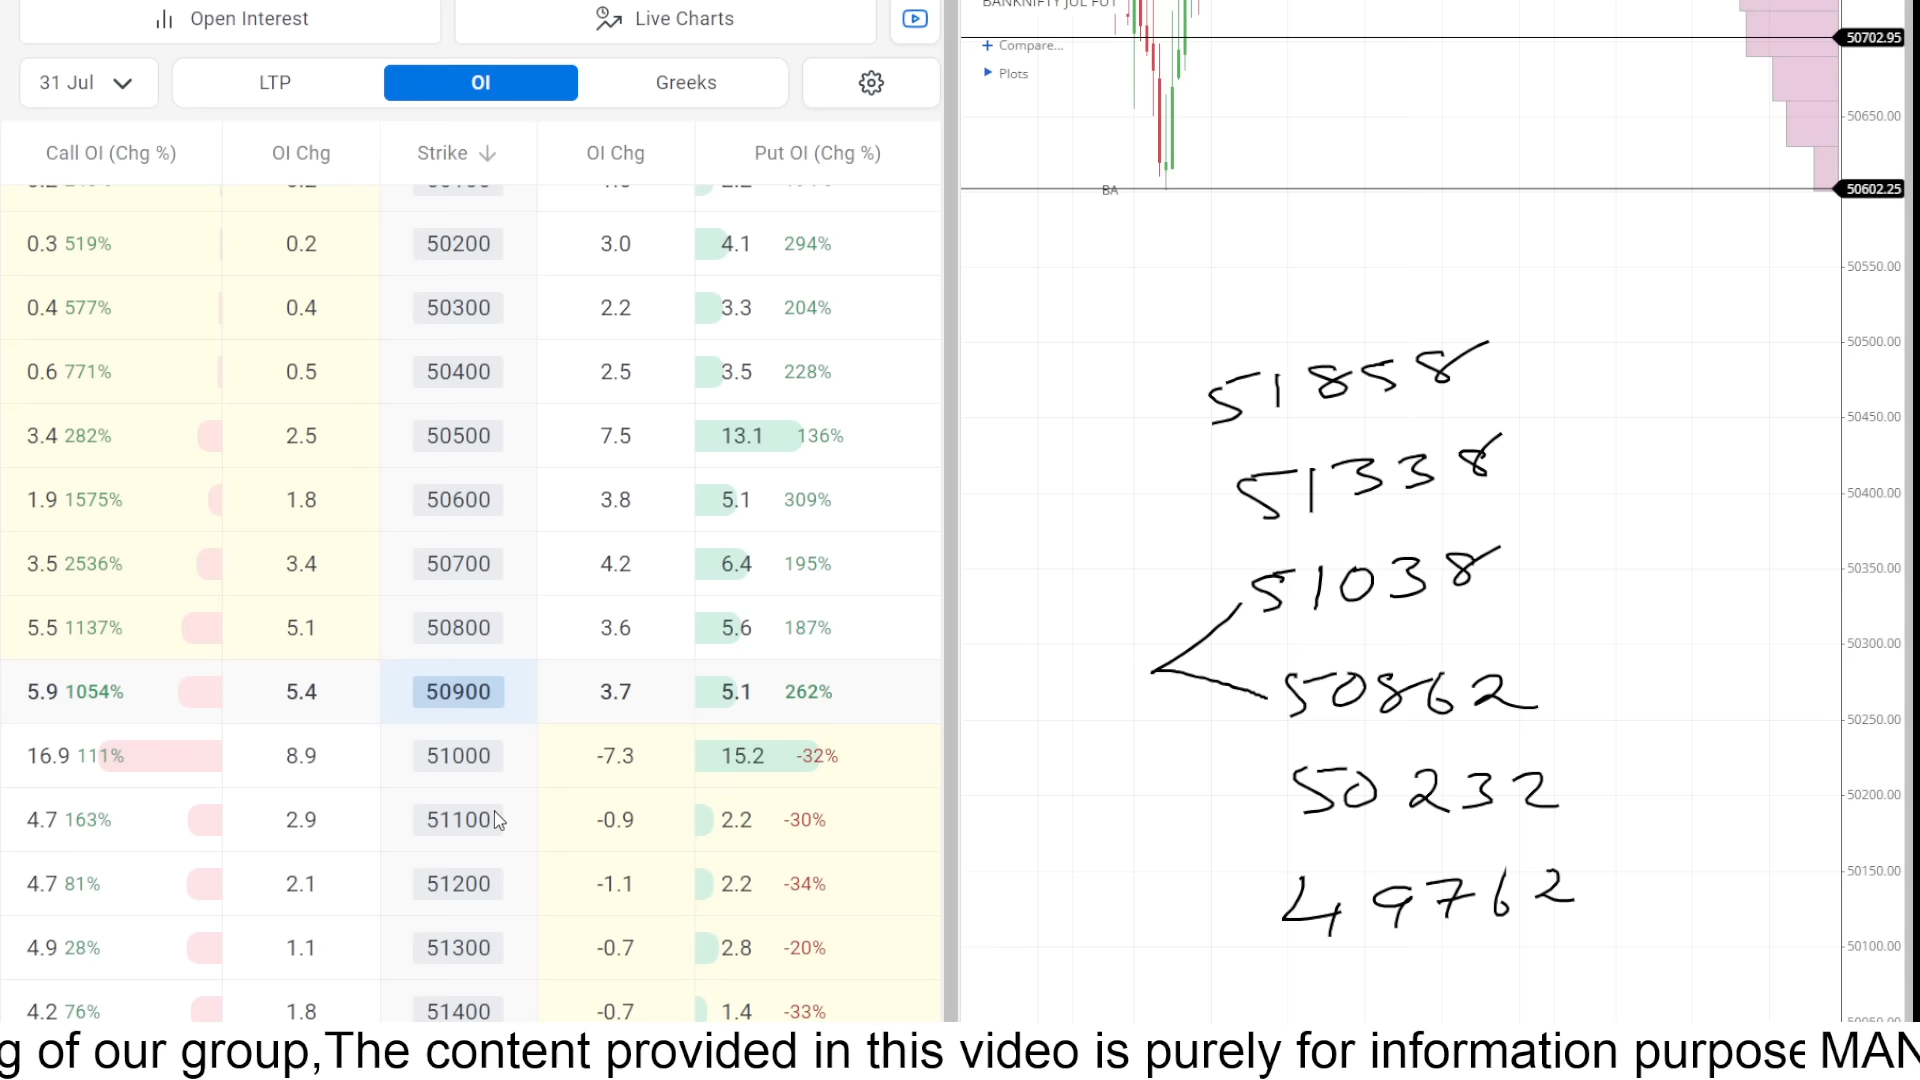 Open Interest
Live Charts
31 Jul
LTP
OI
Greeks
Call OI (Chg %) OI Chg Strike OI Chg Put OI (Chg %)
0.3 519% 0.2 50200 3.0 4.1 294%
0.4 577% 0.4 50300 2.2 3.3 204%
0.6 771% 0.5 50400 2.5 3.5 228%
3.4 282% 2.5 50500 7.5 13.1 136%
1.9 1575% 1.8 50600 3.8 5.1 309%
3.5 2536% 3.4 50700 4.2 6.4 195%
5.5 1137% 5.1 50800 3.6 5.6 187%
5.9 1054% 5.4 50900 3.7 5.1 262%
16.9 111% 8.9 51000 -7.3 15.2 -32%
4.7 163% 2.9 51100 -0.9 2.2 -30%
4.7 81% 2.1 51200 -1.1 2.2 -34%
4.9 28% 1.1 51300 -0.7 2.8 -20%
4.2 76% 1.8 51400 -0.7 1.4 -33%
BANKNIFTY JUL FUT
Compare...
Plots
BA
50702.95
50650.00
50602.25
50550.00
50500.00
50450.00
50400.00
50350.00
50300.00
50250.00
50200.00
50150.00
50100.00
51858
51338
51038
50862
50232
49762
g of our group,The content provided in this video is purely for information purpose MAN